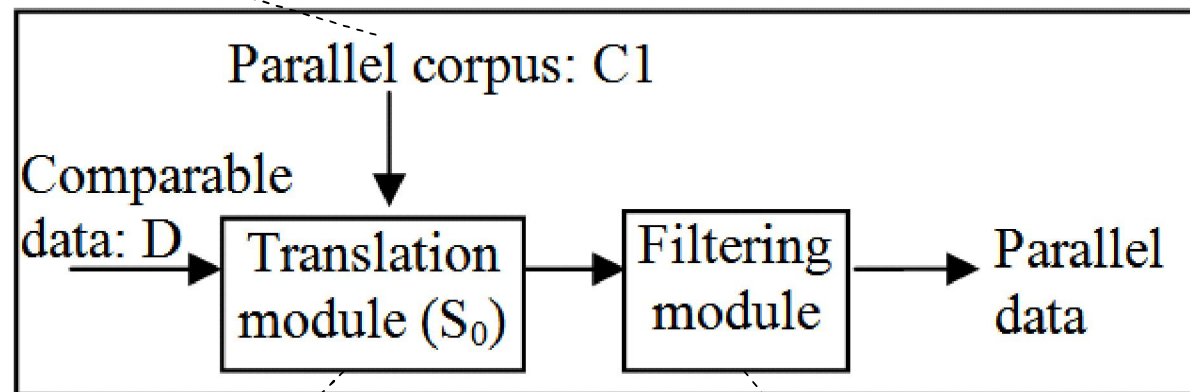 Parallel corpus: C1
Comparable
data: D
Translation
module (S₀)
Filtering
module
Parallel
data